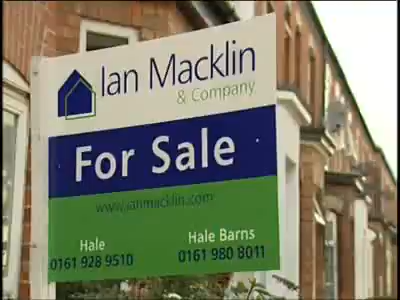 Ian Macklin
& Company
For Sale
www.ianmacklin.com
Hale
0161 928 9510
Hale Barns
0161 980 8011